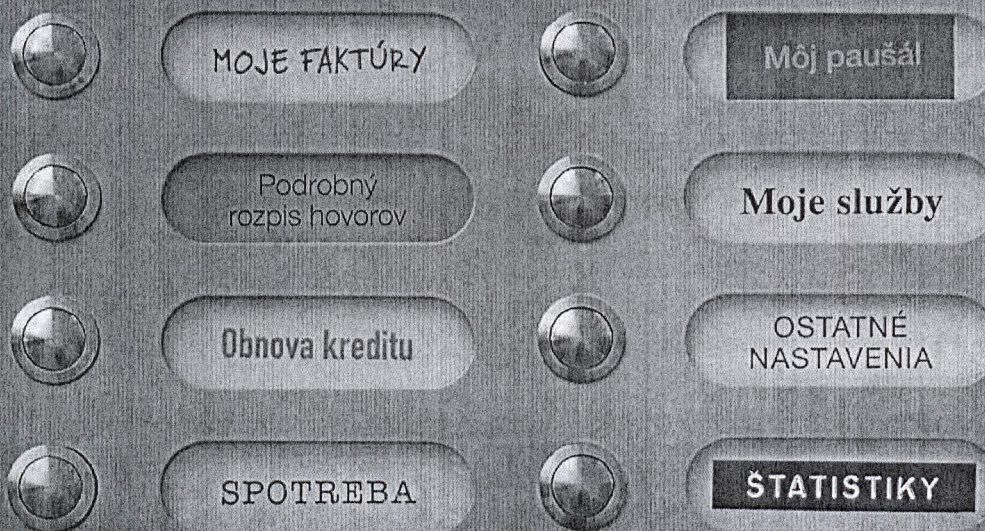 MOJE FAKTÚRY
Môj paušál
Podrobný
rozpis hovorov
Moje služby
Obnova kreditu
OSTATNÉ
NASTAVENIA
SPOTREBA
ŠTATISTIKY